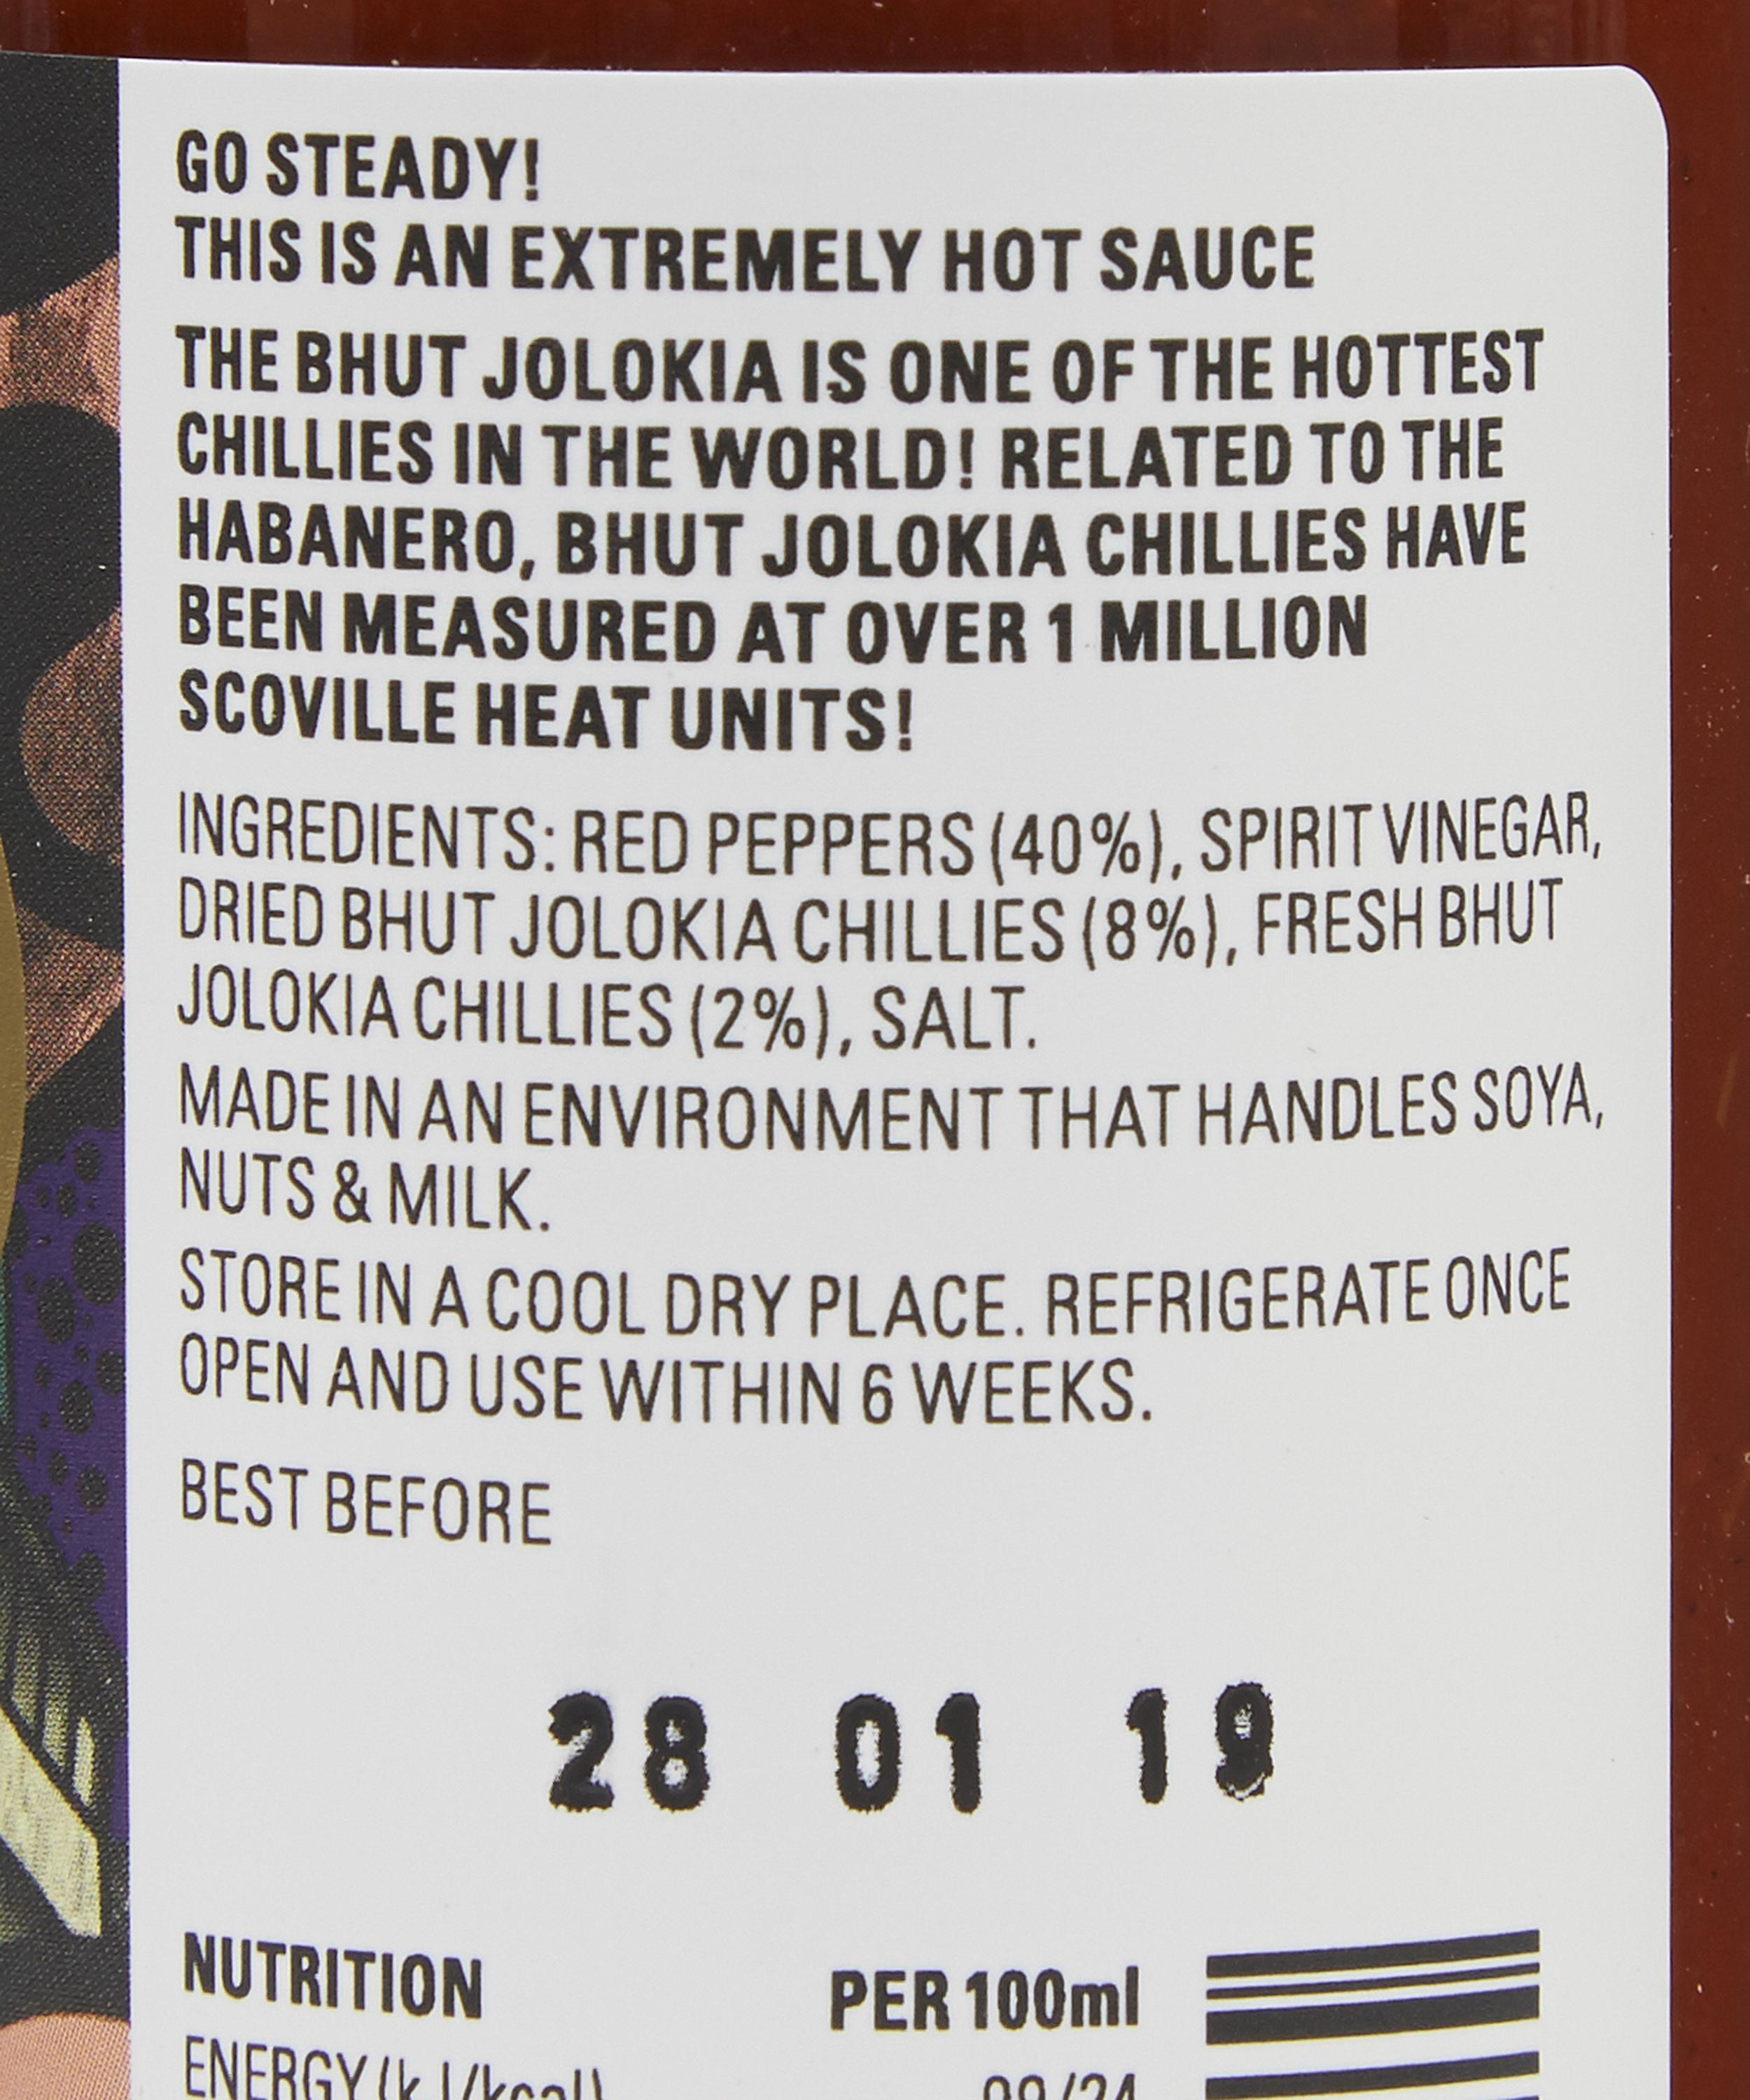 GO STEADY!
THIS IS AN EXTREMELY HOT SAUCE
THE BHUT JOLOKIA IS ONE OF THE HOTTEST
CHILLIES IN THE WORLD! RELATED TO THE
HABANERO, BHUT JOLOKIA CHILLIES HAVE
BEEN MEASURED AT OVER 1 MILLION
SCOVILLE HEAT UNITS!
INGREDIENTS: RED PEPPERS (40%), SPIRIT VINEGAR,
DRIED BHUT JOLOKIA CHILLIES (8%), FRESH BHUT
JOLOKIA CHILLIES (2%), SALT.
MADE IN AN ENVIRONMENT THAT HANDLES SOYA,
NUTS & MILK.
STORE IN A COOL DRY PLACE. REFRIGERATE ONCE
OPEN AND USE WITHIN 6 WEEKS.
BEST BEFORE
28 01 19
NUTRITION PER 100ml
ENERGY (kJ/kcal)